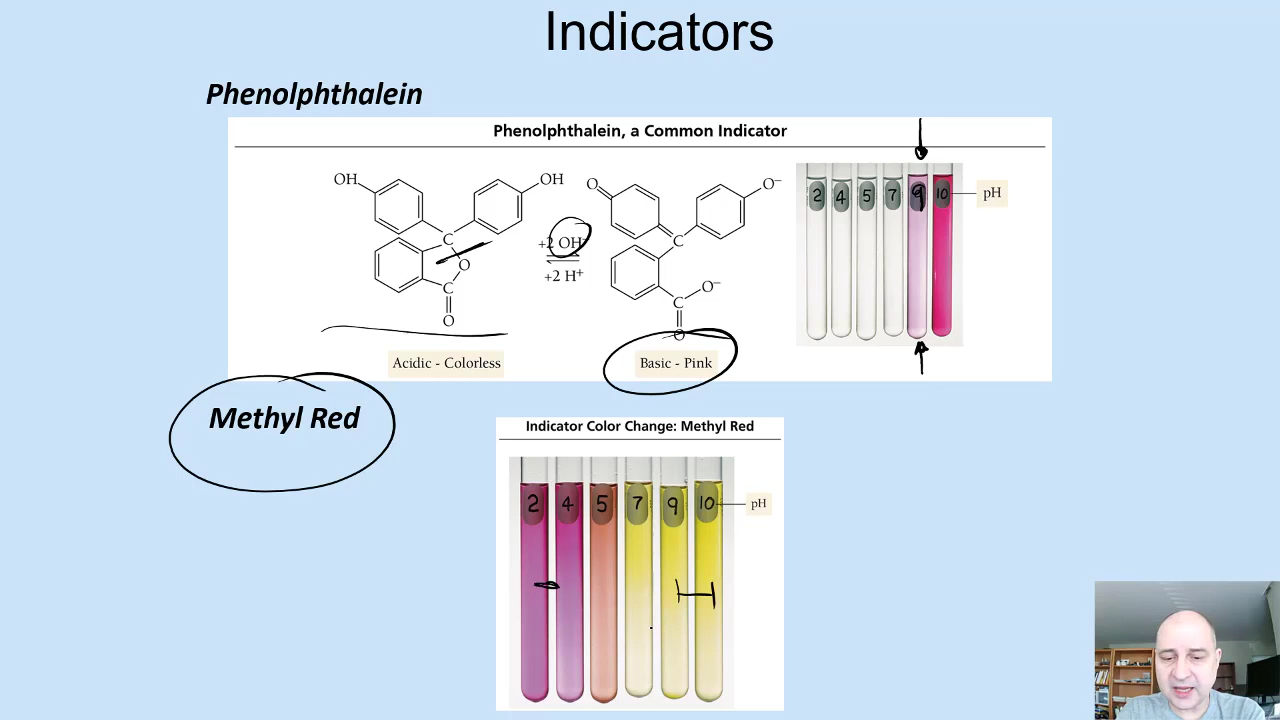 Indicators
Phenolphthalein
Phenolphthalein, a Common Indicator
OH
OH
O
O⁻
C
+2 OH⁻
C
O
+2 H⁺
O⁻
C
C
O
O
2 4 5 7 9 10
pH
Acidic - Colorless
Basic - Pink
Methyl Red
Indicator Color Change: Methyl Red
2 4 5 7 9 10
pH